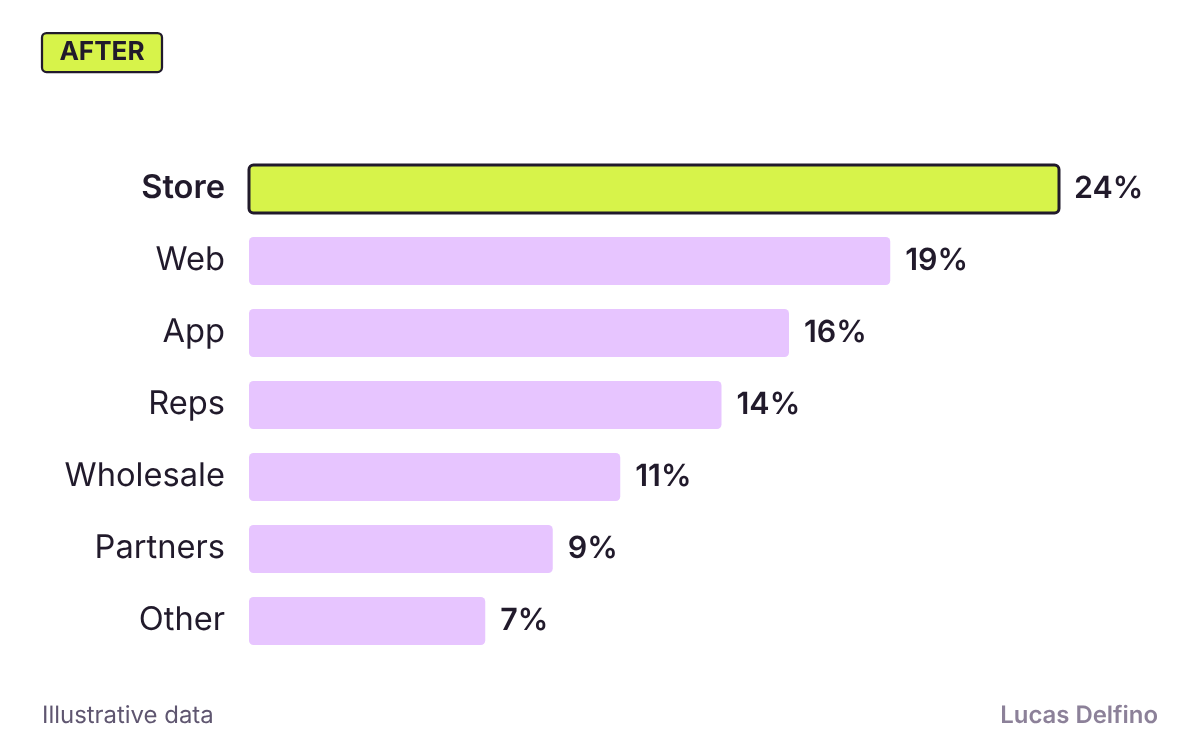 AFTER
Store 24%
Web 19%
App 16%
Reps 14%
Wholesale 11%
Partners 9%
Other 7%
Illustrative data
Lucas Delfino